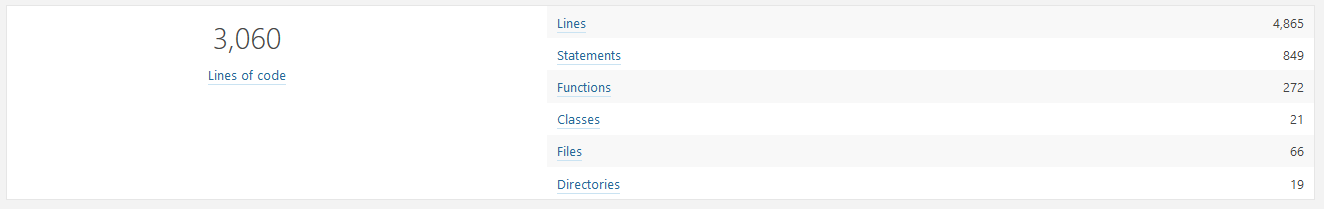 3,060
Lines of code
Lines 4,865
Statements 849
Functions 272
Classes 21
Files 66
Directories 19